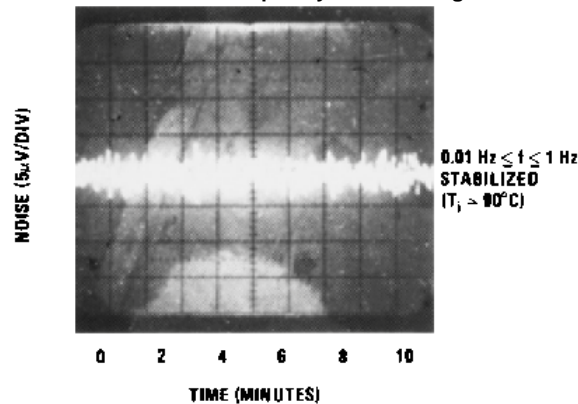 NOISE (5μV/DIV)
0.01 Hz ≤ f ≤ 1 Hz
STABILIZED
(Tj = 90°C)
0 2 4 6 8 10
TIME (MINUTES)